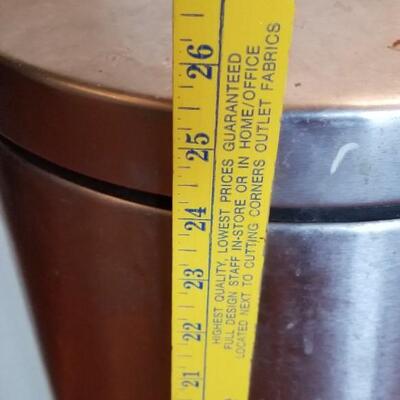 26
25
24
23
22
21
HIGHEST QUALITY, LOWEST PRICES GUARANTEED
FULL DESIGN STAFF IN-STORE OR IN HOME/OFFICE
LOCATED NEXT TO CUTTING CORNERS OUTLET FABRICS